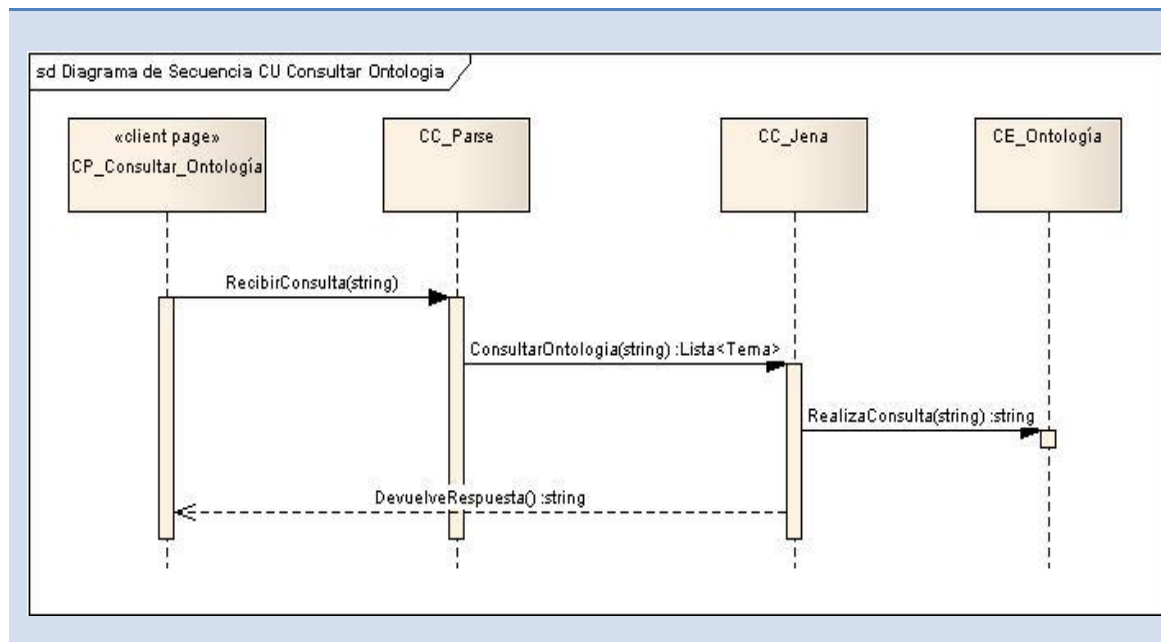 sd Diagrama de Secuencia CU Consultar Ontologia
«client page»
CP_Consultar_Ontología
CC_Parse
CC_Jena
CE_Ontología
RecibirConsulta(string)
ConsultarOntologia(string) :Lista<Tema>
RealizaConsulta(string) :string
DevuelveRespuesta() :string